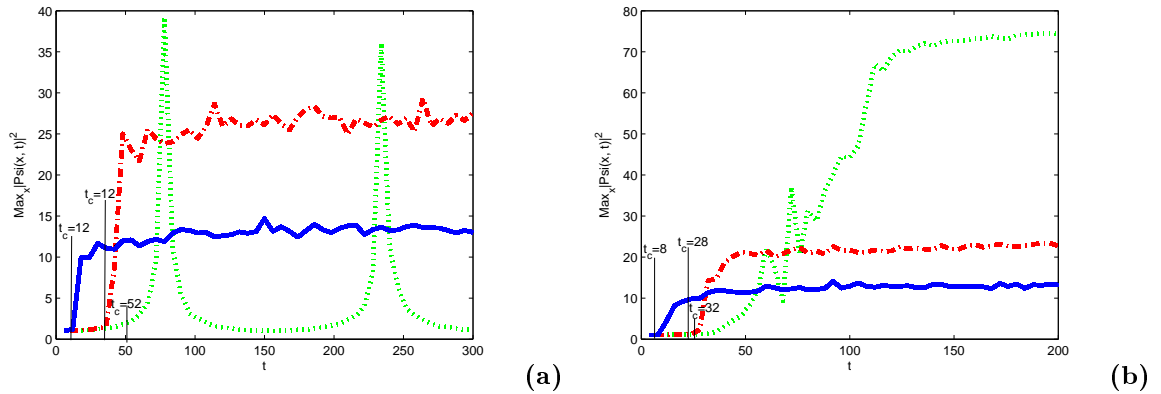 40
35
30
25
20
15
10
5
0
Max_x|Psi(x, t)|^2
t_c=12
t_c=12
t_c=52
0 50 100 150 200 250 300
t
(a)
80
70
60
50
40
30
20
10
0
Max_x|Psi(x, t)|^2
t_c=8
t_c=28
t_c=32
0 50 100 150 200
t
(b)